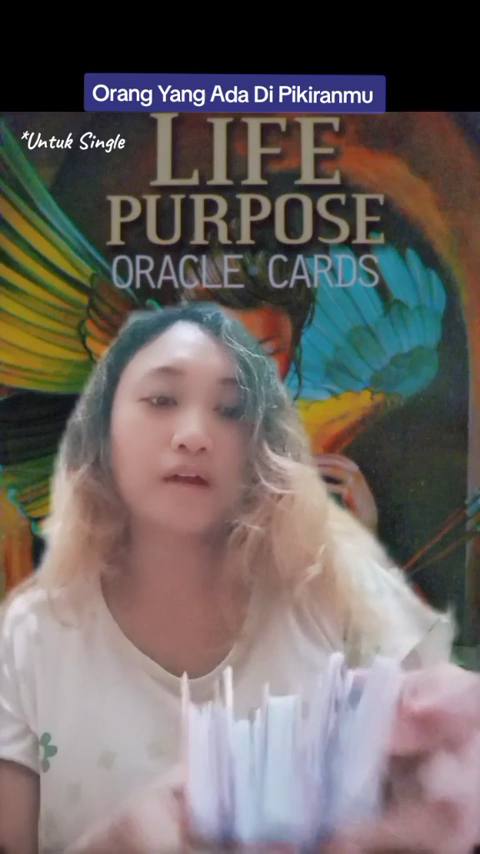 Orang Yang Ada Di Pikiranmu
*Untuk Single
LIFE
PURPOSE
ORACLE CARDS